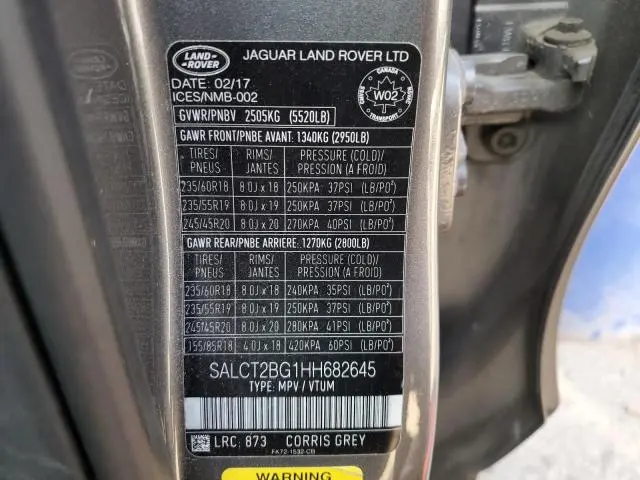 LAND-
ROVER
JAGUAR LAND ROVER LTD
DATE: 02/17
ICES/NMB-002
CANADA
TRANSPORT
W02
GVWR/PNBV 2505KG (5520LB)
GAWR FRONT/PNBE AVANT: 1340KG (2950LB)
TIRES/ RIMS/ PRESSURE (COLD)/
PNEUS JANTES PRESSION (A FROID)
235/60R18 8.0J x 18 250KPA 37PSI (LB/PO²)
235/55R19 8.0J x 19 250KPA 37PSI (LB/PO²)
245/45R20 8.0J x 20 270KPA 40PSI (LB/PO²)
GAWR REAR/PNBE ARRIERE: 1270KG (2800LB)
TIRES/ RIMS/ PRESSURE (COLD)/
PNEUS JANTES PRESSION (A FROID)
235/60R18 8.0J x 18 240KPA 35PSI (LB/PO²)
235/55R19 8.0J x 19 250KPA 37PSI (LB/PO²)
245/45R20 8.0J x 20 280KPA 41PSI (LB/PO²)
155/85R18 4.0J x 18 420KPA 60PSI (LB/PO²)
SALCT2BG1HH682645
TYPE: MPV / VTUM
LRC: 873 CORRIS GREY
FK72-1532-CB
WARNING